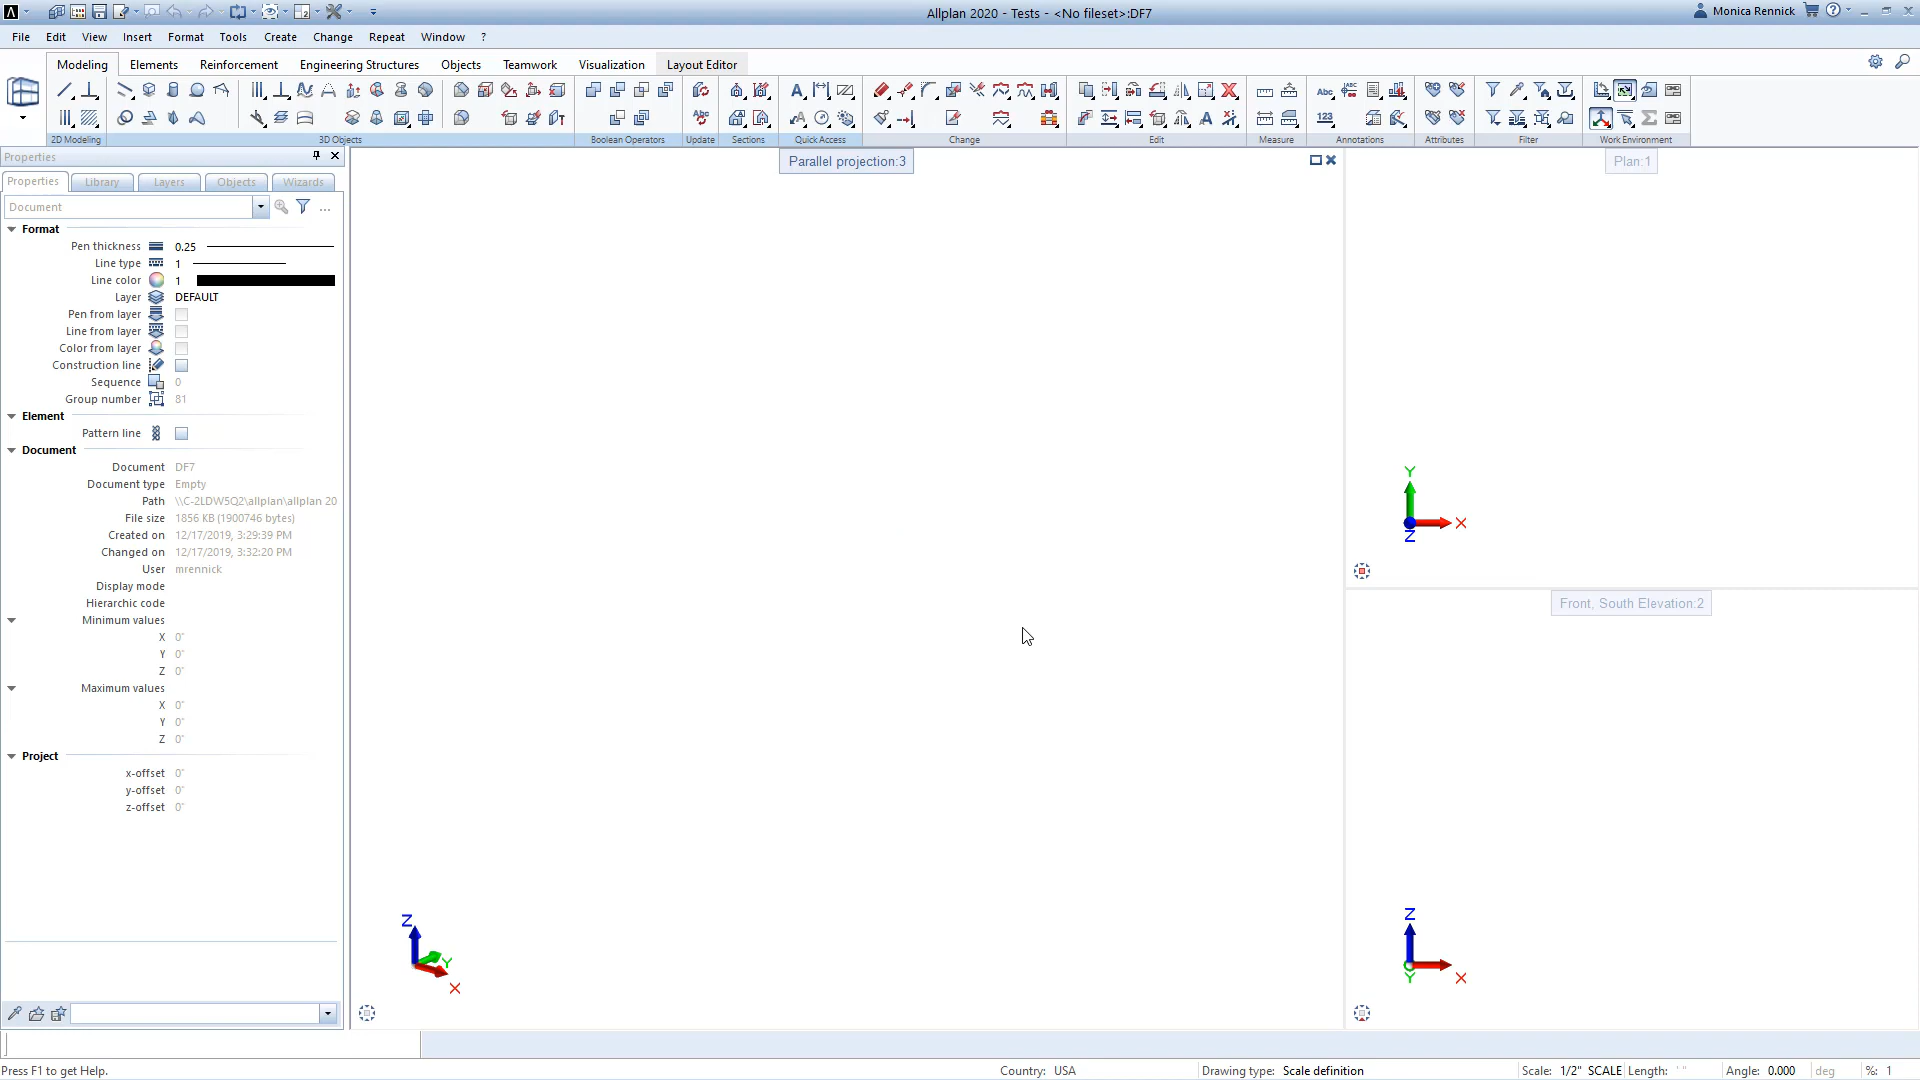 Allplan 2020 - Tests - <No fileset>:DF7
Monica Rennick
File Edit View Insert Format Tools Create Change Repeat Window ?
Modeling Elements Reinforcement Engineering Structures Objects Teamwork Visualization Layout Editor
2D Modeling 3D Objects Boolean Operators Update Sections Quick Access Change Edit Measure Annotations Attributes Filter Work Environment
Properties
Parallel projection:3
Plan:1
Properties Library Layers Objects Wizards
Document
...
Format
Pen thickness 0.25
Line type 1
Line color 1
Layer DEFAULT
Pen from layer
Line from layer
Color from layer
Construction line
Sequence 0
Group number 81
Element
Pattern line
Document
Document DF7
Document type Empty
Path \\C-2LDW5Q2\allplan\allplan 20
File size 1856 KB (1900746 bytes)
Created on 12/17/2019, 3:29:39 PM
Changed on 12/17/2019, 3:32:20 PM
User mrennick
Display mode
Hierarchic code
Minimum values
X 0"
Y 0"
Z 0"
Maximum values
X 0"
Y 0"
Z 0"
Project
x-offset 0"
y-offset 0"
z-offset 0"
Y
X
Z
Front, South Elevation:2
Z
Y
X
Z
Y
X
Press F1 to get Help.
Country: USA
Drawing type: Scale definition
Scale: 1/2" SCALE
Length: ' "
Angle: 0.000 deg
%: 1